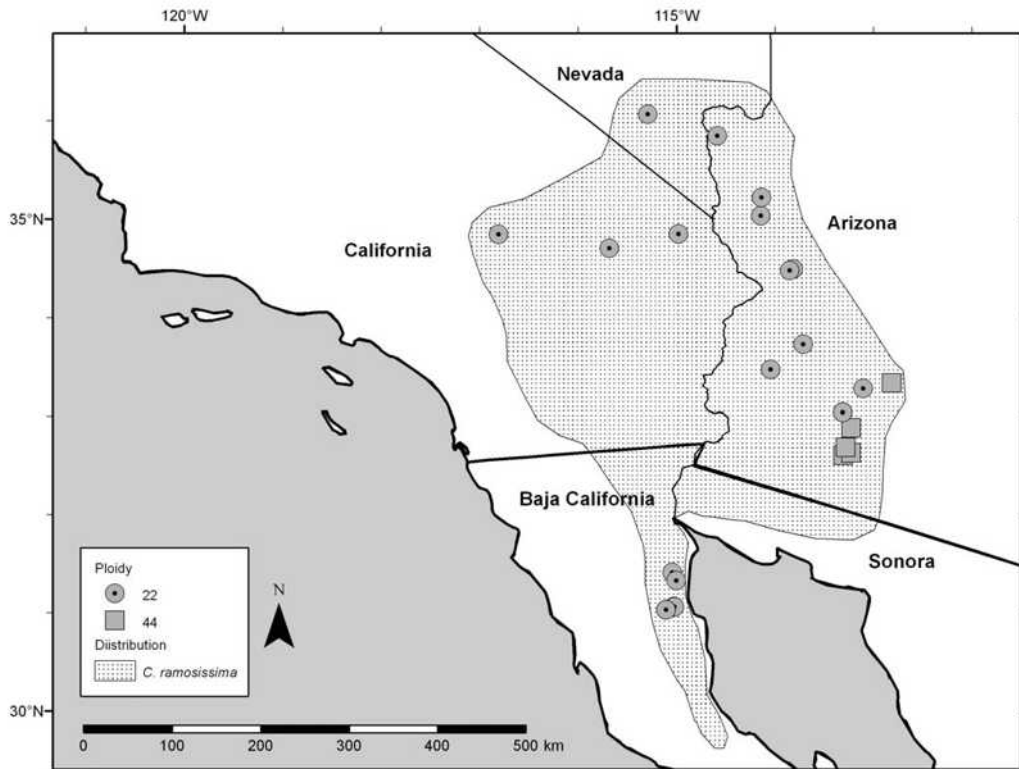 120°W 115°W
Nevada
35°N
Arizona
California
Baja California
Sonora
Ploidy
22
44
Diistribution
C. ramosissima
N
30°N
0 100 200 300 400 500 km